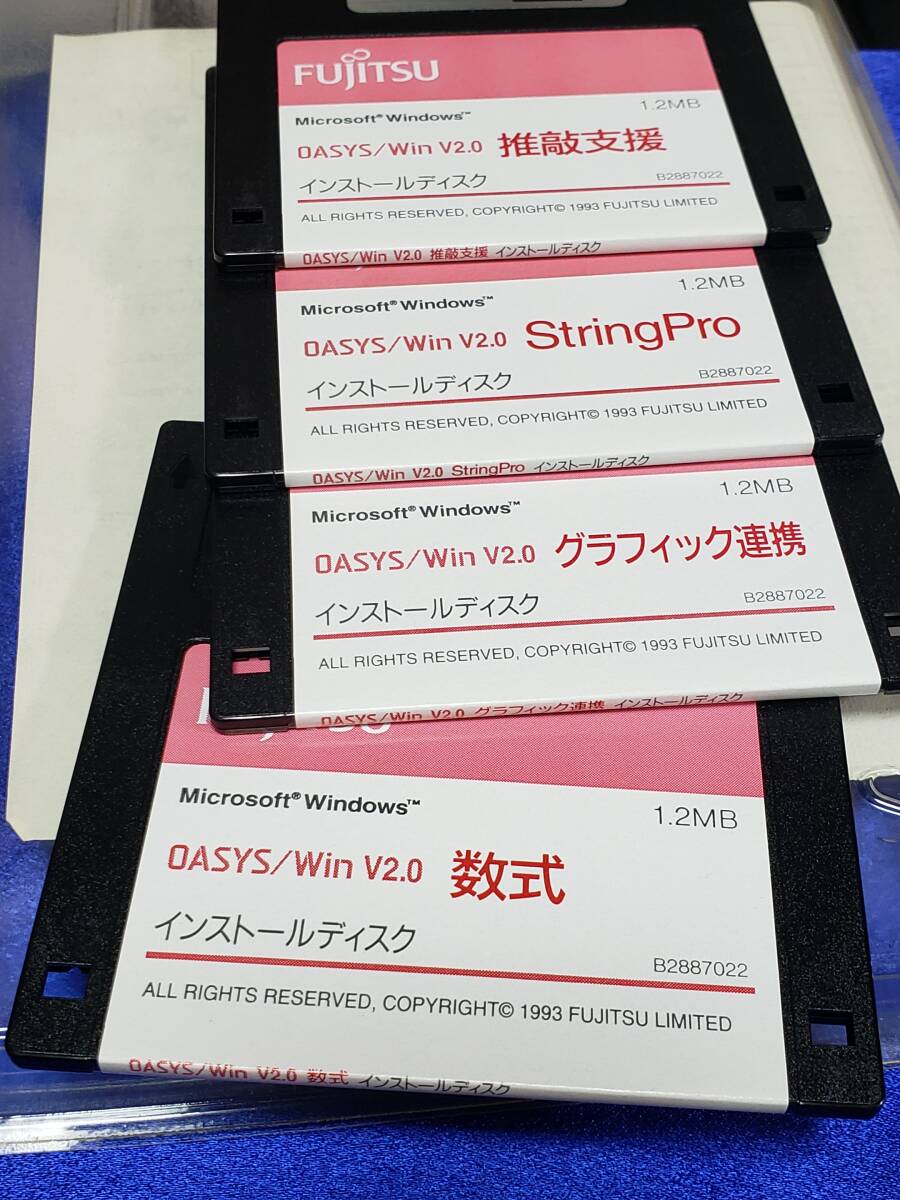 FUJITSU
Microsoft® Windows™ 1.2MB
OASYS/Win V2.0 推敲支援
インストールディスク B2887022
ALL RIGHTS RESERVED, COPYRIGHT© 1993 FUJITSU LIMITED
OASYS/Win V2.0 推敲支援 インストールディスク
Microsoft® Windows™ 1.2MB
OASYS/Win V2.0 StringPro
インストールディスク B2887022
ALL RIGHTS RESERVED, COPYRIGHT© 1993 FUJITSU LIMITED
OASYS/Win V2.0 StringPro インストールディスク
Microsoft® Windows™ 1.2MB
OASYS/Win V2.0 グラフィック連携
インストールディスク B2887022
ALL RIGHTS RESERVED, COPYRIGHT© 1993 FUJITSU LIMITED
OASYS/Win V2.0 グラフィック連携 インストールディスク
Microsoft® Windows™ 1.2MB
OASYS/Win V2.0 数式
インストールディスク B2887022
ALL RIGHTS RESERVED, COPYRIGHT© 1993 FUJITSU LIMITED
OASYS/Win V2.0 数式 インストールディスク